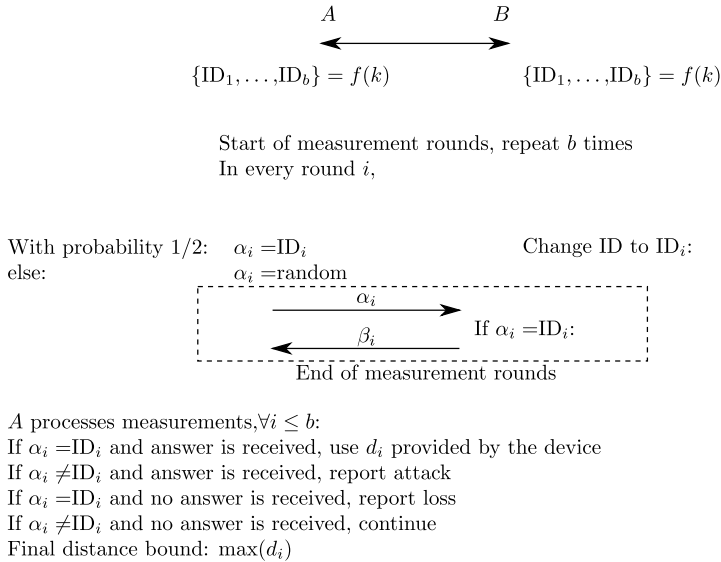 A B
{ID₁,...,ID_b} = f(k) {ID₁,...,ID_b} = f(k)
Start of measurement rounds, repeat b times
In every round i,
With probability 1/2: α_i =ID_i Change ID to ID_i:
else: α_i =random
α_i
If α_i =ID_i:
β_i
End of measurement rounds
A processes measurements,∀i ≤ b:
If α_i =ID_i and answer is received, use d_i provided by the device
If α_i ≠ID_i and answer is received, report attack
If α_i =ID_i and no answer is received, report loss
If α_i ≠ID_i and no answer is received, continue
Final distance bound: max(d_i)